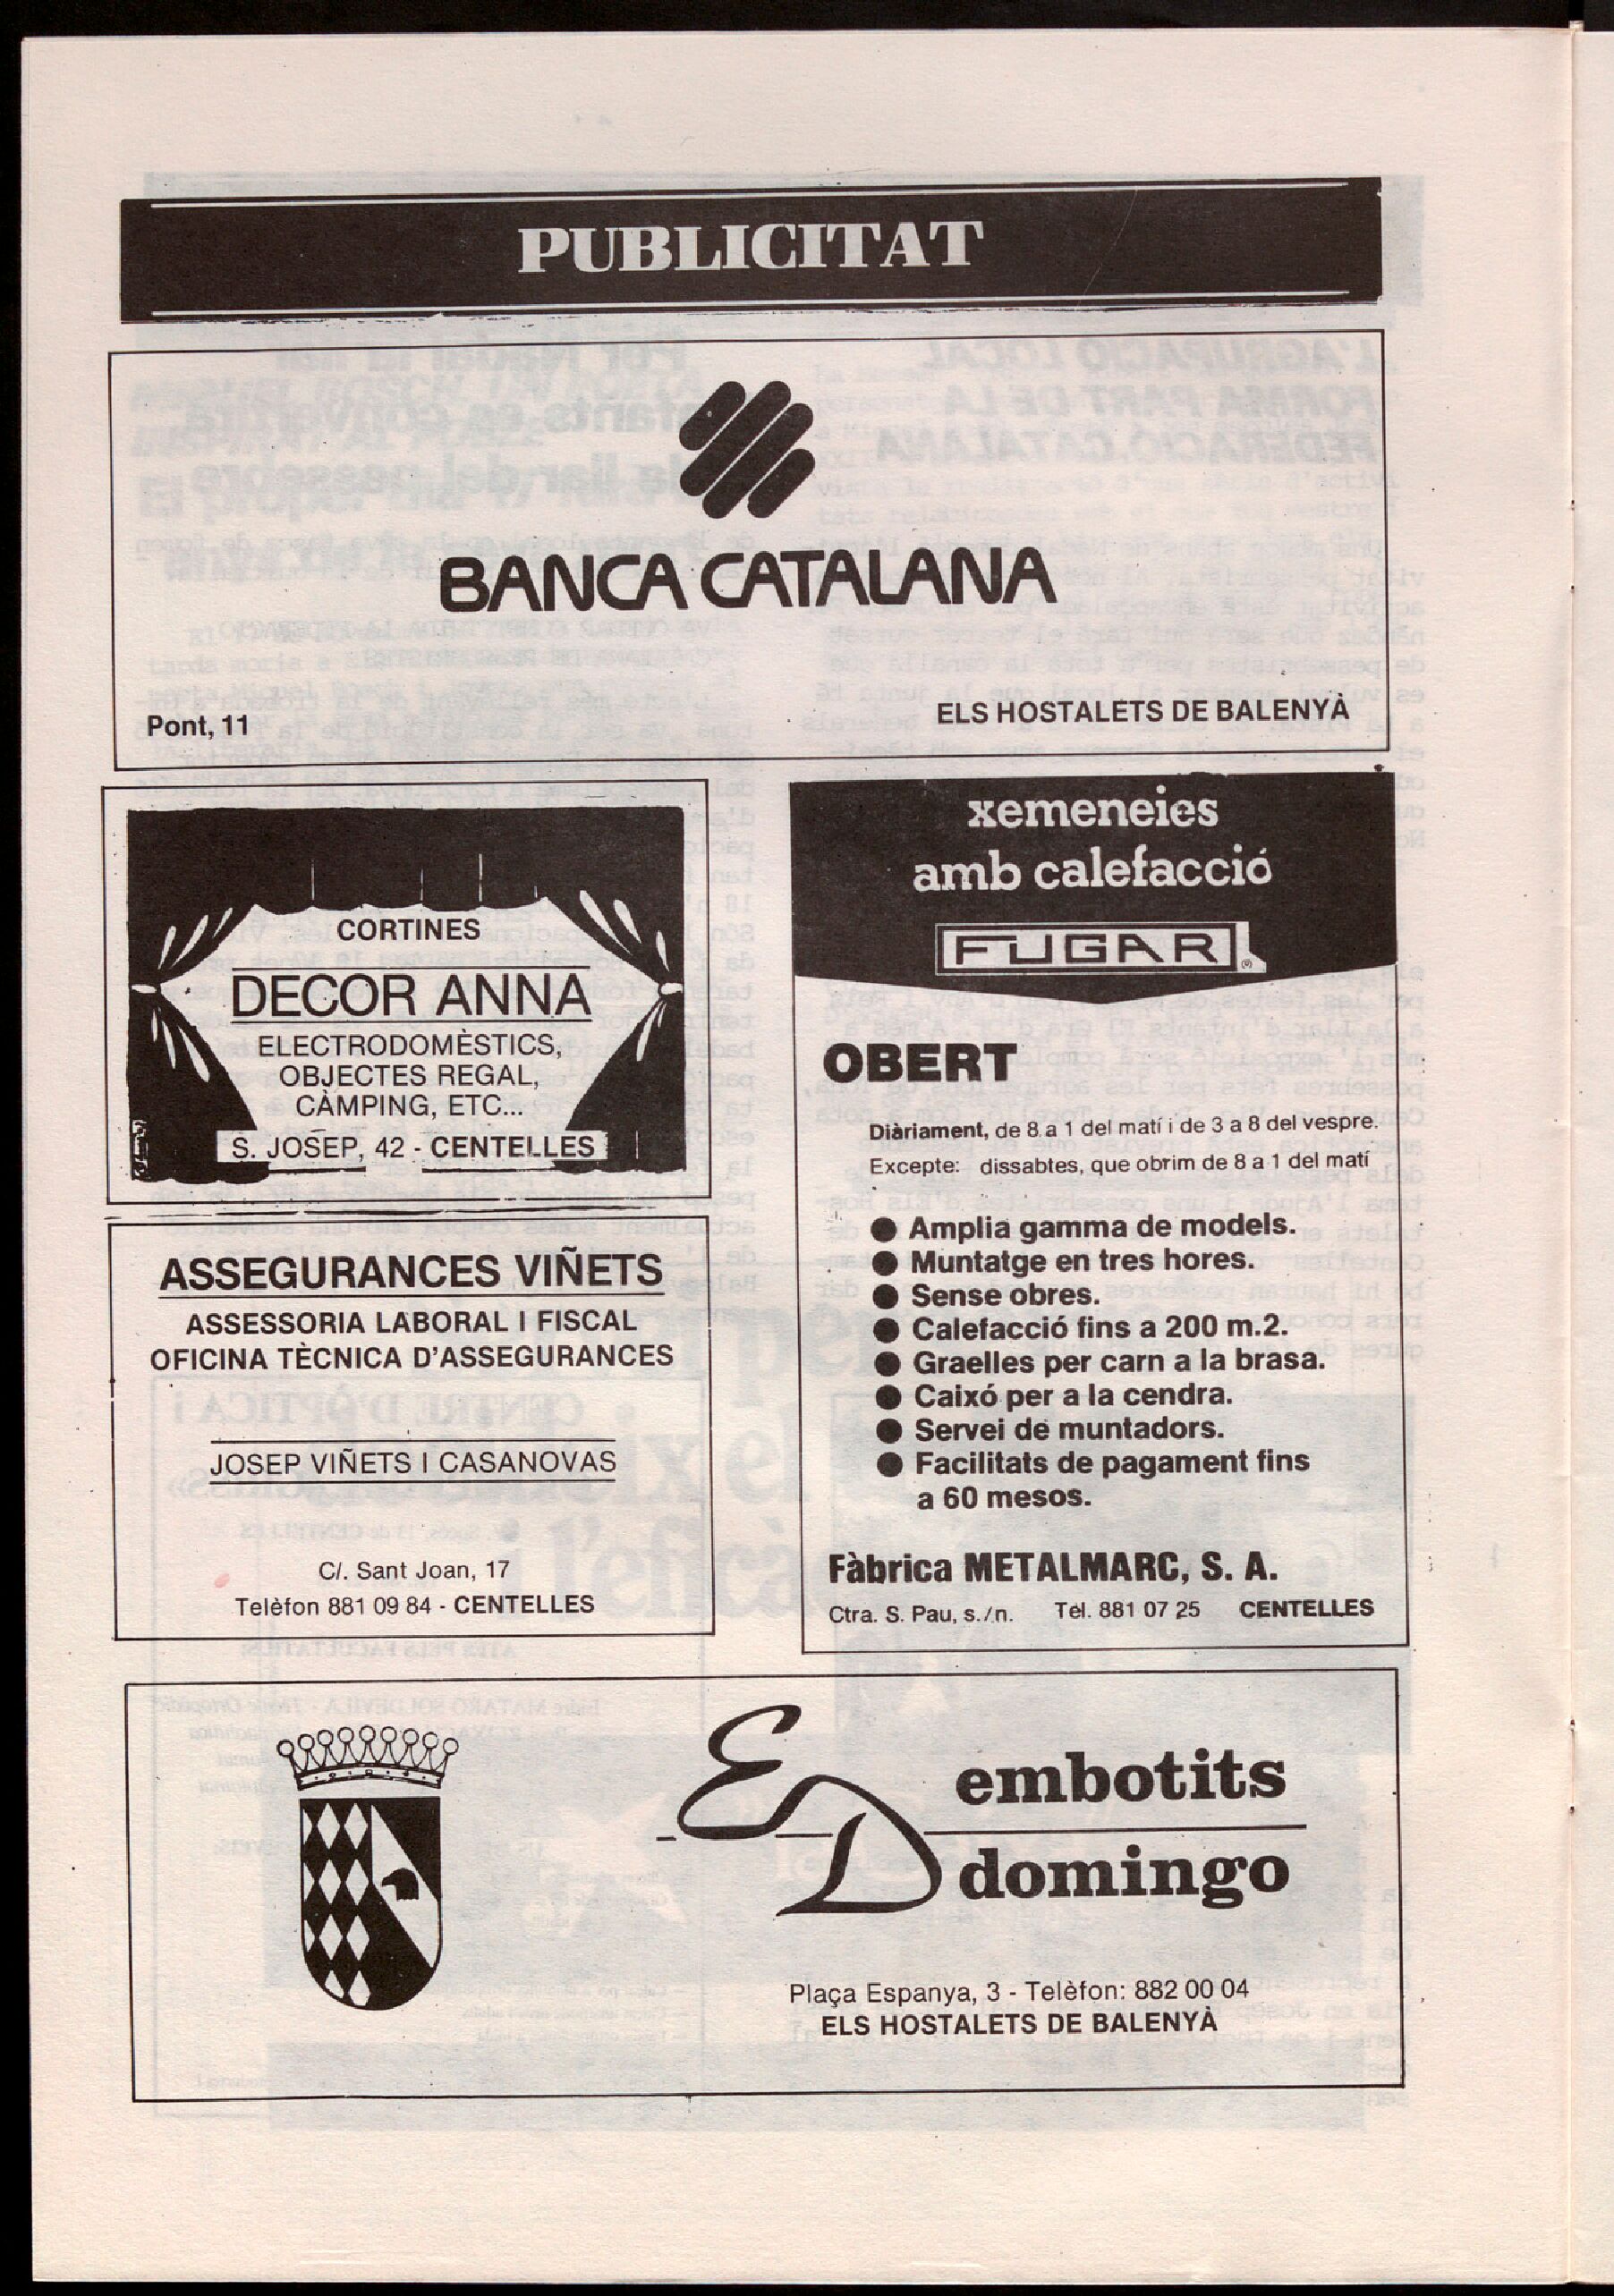 PUBLICITAT
BANCA CATALANA
Pont, 11
ELS HOSTALETS DE BALENYÀ
CORTINES
DECOR ANNA
ELECTRODOMÈSTICS,
OBJECTES REGAL,
CÀMPING, ETC...
S. JOSEP, 42 - CENTELLES
ASSEGURANCES VIÑETS
ASSESSORIA LABORAL I FISCAL
OFICINA TÈCNICA D'ASSEGURANCES
JOSEP VIÑETS I CASANOVAS
C/. Sant Joan, 17
Telèfon 881 09 84 - CENTELLES
xemeneies
amb calefacció
FUGAR®
OBERT
Diàriament, de 8 a 1 del matí i de 3 a 8 del vespre.
Excepte: dissabtes, que obrim de 8 a 1 del matí
● Amplia gamma de models.
● Muntatge en tres hores.
● Sense obres.
● Calefacció fins a 200 m.2.
● Graelles per carn a la brasa.
● Caixó per a la cendra.
● Servei de muntadors.
● Facilitats de pagament fins
a 60 mesos.
Fàbrica METALMARC, S. A.
Ctra. S. Pau, s./n. Tel. 881 07 25 CENTELLES
ED
embotits
domingo
Plaça Espanya, 3 - Telèfon: 882 00 04
ELS HOSTALETS DE BALENYÀ